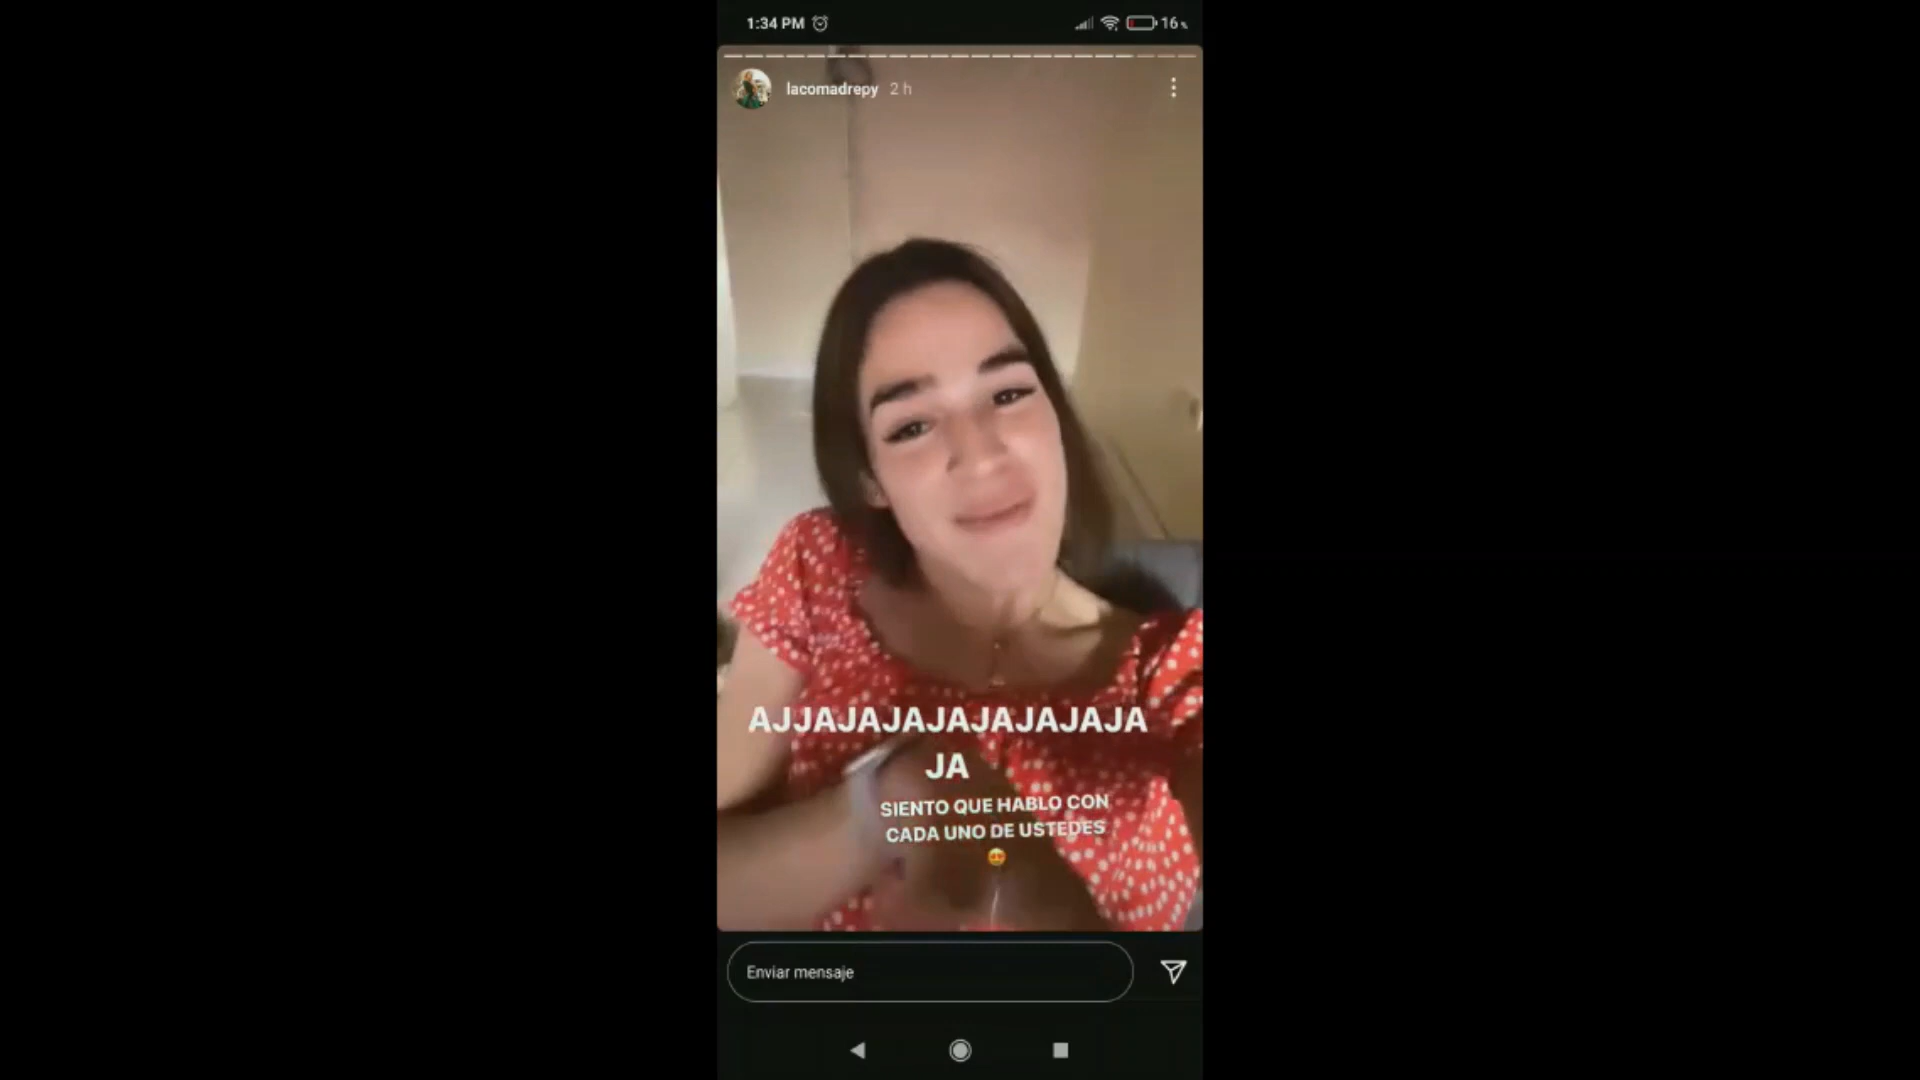 1:34 PM
16
lacomadrepy 2 h
AJJAJAJAJAJAJAJAJA
JA
SIENTO QUE HABLO CON
CADA UNO DE USTEDES
😍
Enviar mensaje